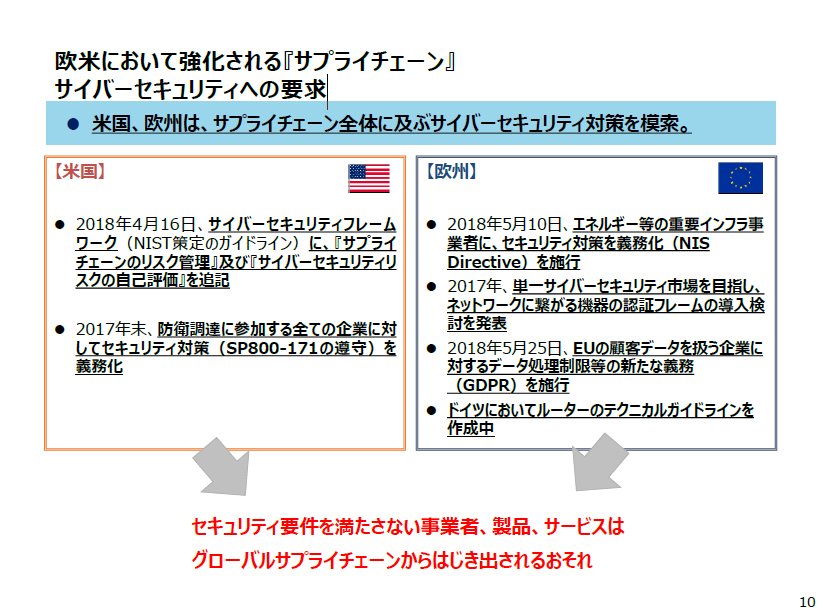 欧米において強化される『サプライチェーン』
サイバーセキュリティへの要求
● 米国、欧州は、サプライチェーン全体に及ぶサイバーセキュリティ対策を模索。
【米国】
● 2018年4月16日、サイバーセキュリティフレーム
ワーク（NIST策定のガイドライン）に、『サプライ
チェーンのリスク管理』及び『サイバーセキュリティリ
スクの自己評価』を追記
● 2017年末、防衛調達に参加する全ての企業に対
してセキュリティ対策（SP800-171の遵守）を
義務化
【欧州】
● 2018年5月10日、エネルギー等の重要インフラ事
業者に、セキュリティ対策を義務化（NIS
Directive）を施行
● 2017年、単一サイバーセキュリティ市場を目指し、
ネットワークに繋がる機器の認証フレームの導入検
討を発表
● 2018年5月25日、EUの顧客データを扱う企業に
対するデータ処理制限等の新たな義務
（GDPR）を施行
● ドイツにおいてルーターのテクニカルガイドラインを
作成中
セキュリティ要件を満たさない事業者、製品、サービスは
グローバルサプライチェーンからはじき出されるおそれ
10